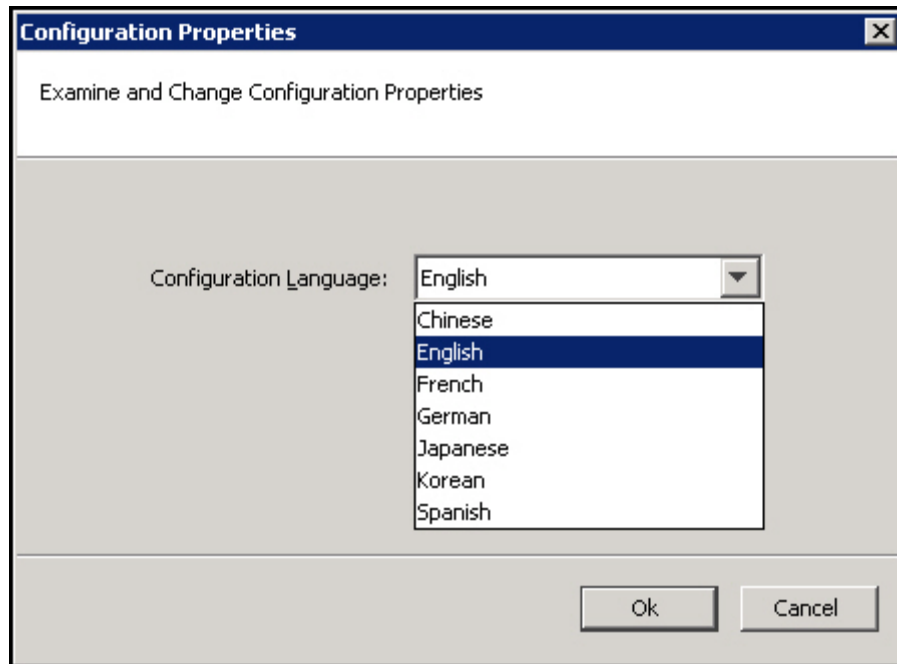 Configuration Properties
Examine and Change Configuration Properties
Configuration Language: English
Chinese
English
French
German
Japanese
Korean
Spanish
Ok Cancel